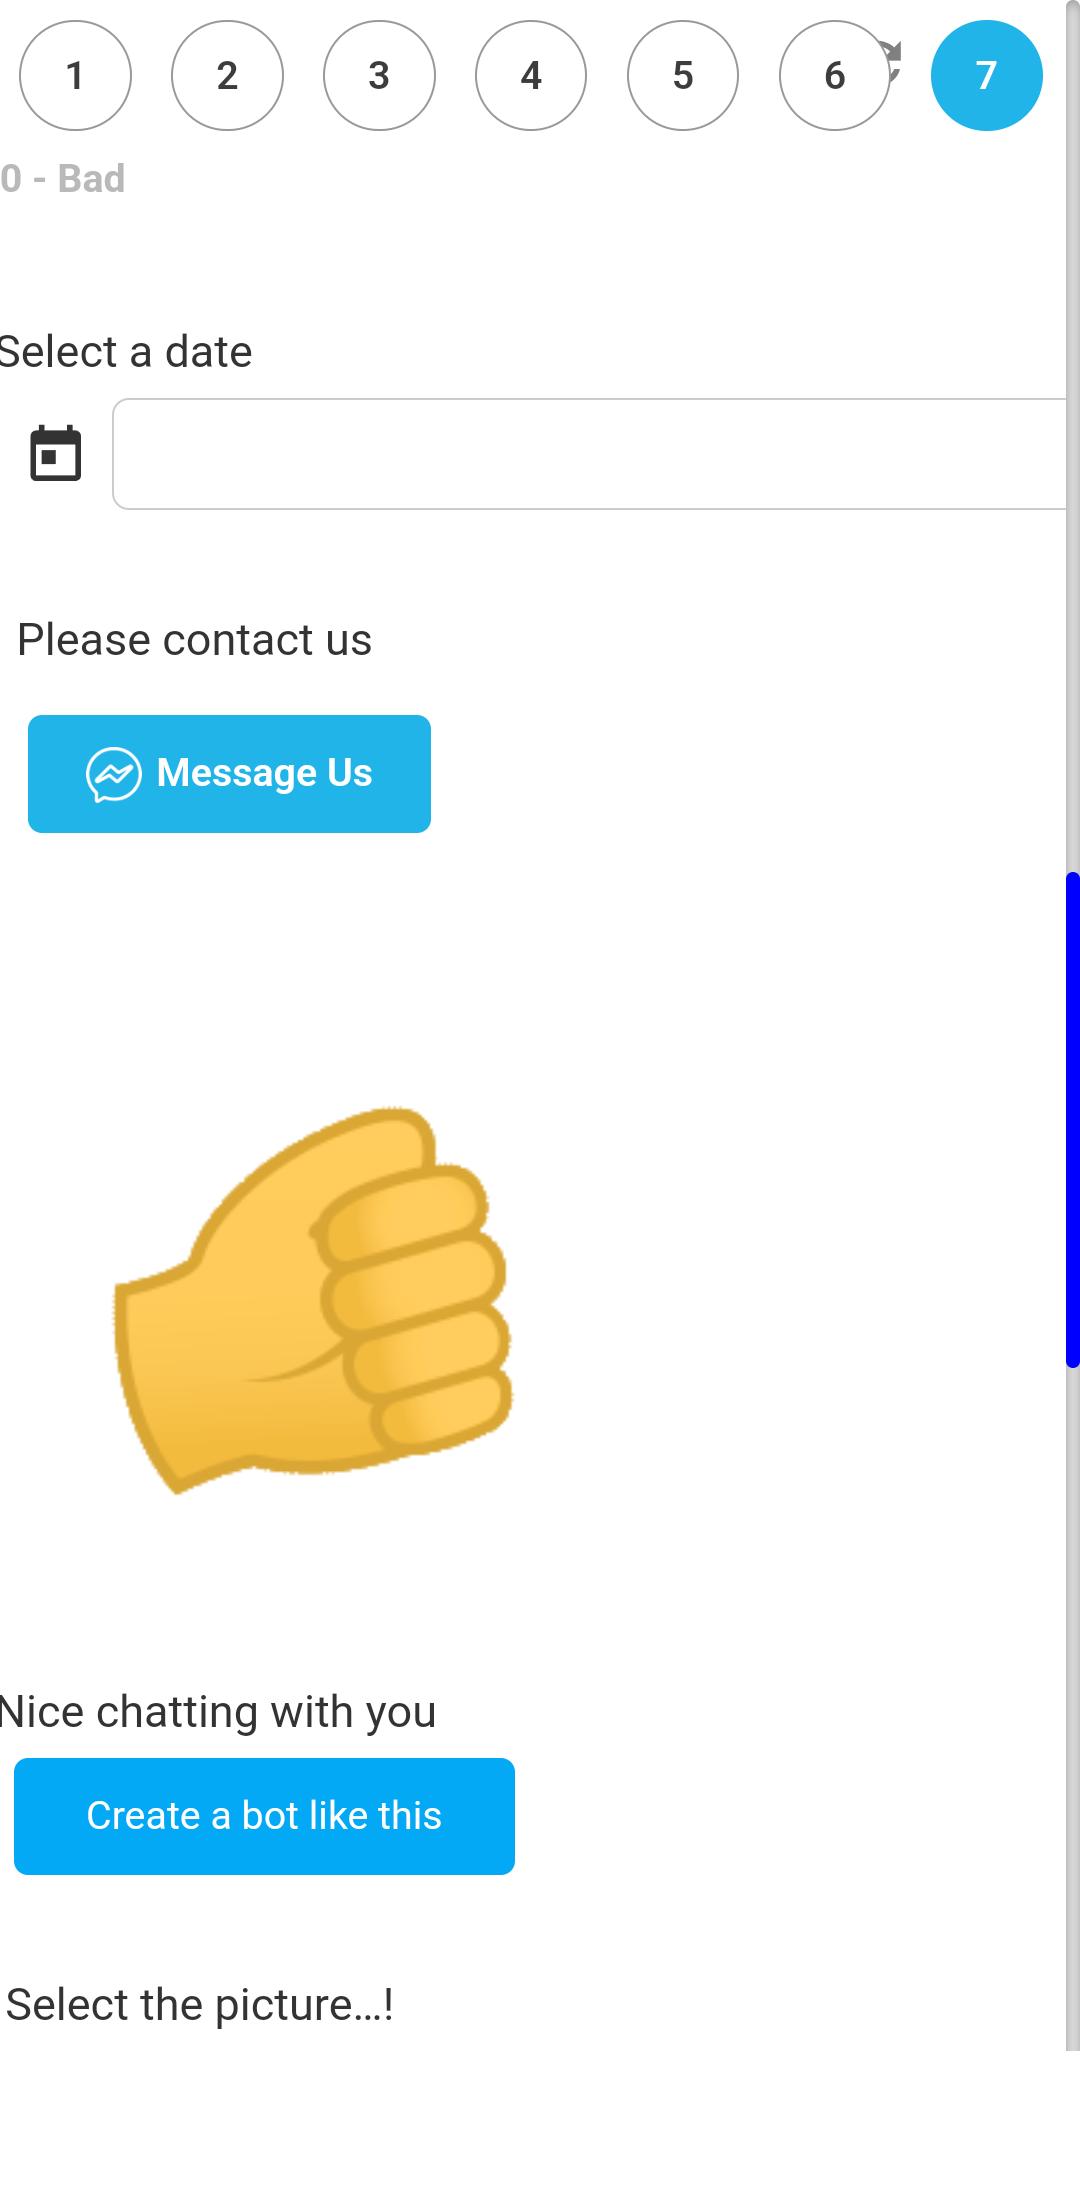 1 2 3 4 5 6 7
0 - Bad
Select a date
Please contact us
Message Us
Nice chatting with you
Create a bot like this
Select the picture...!